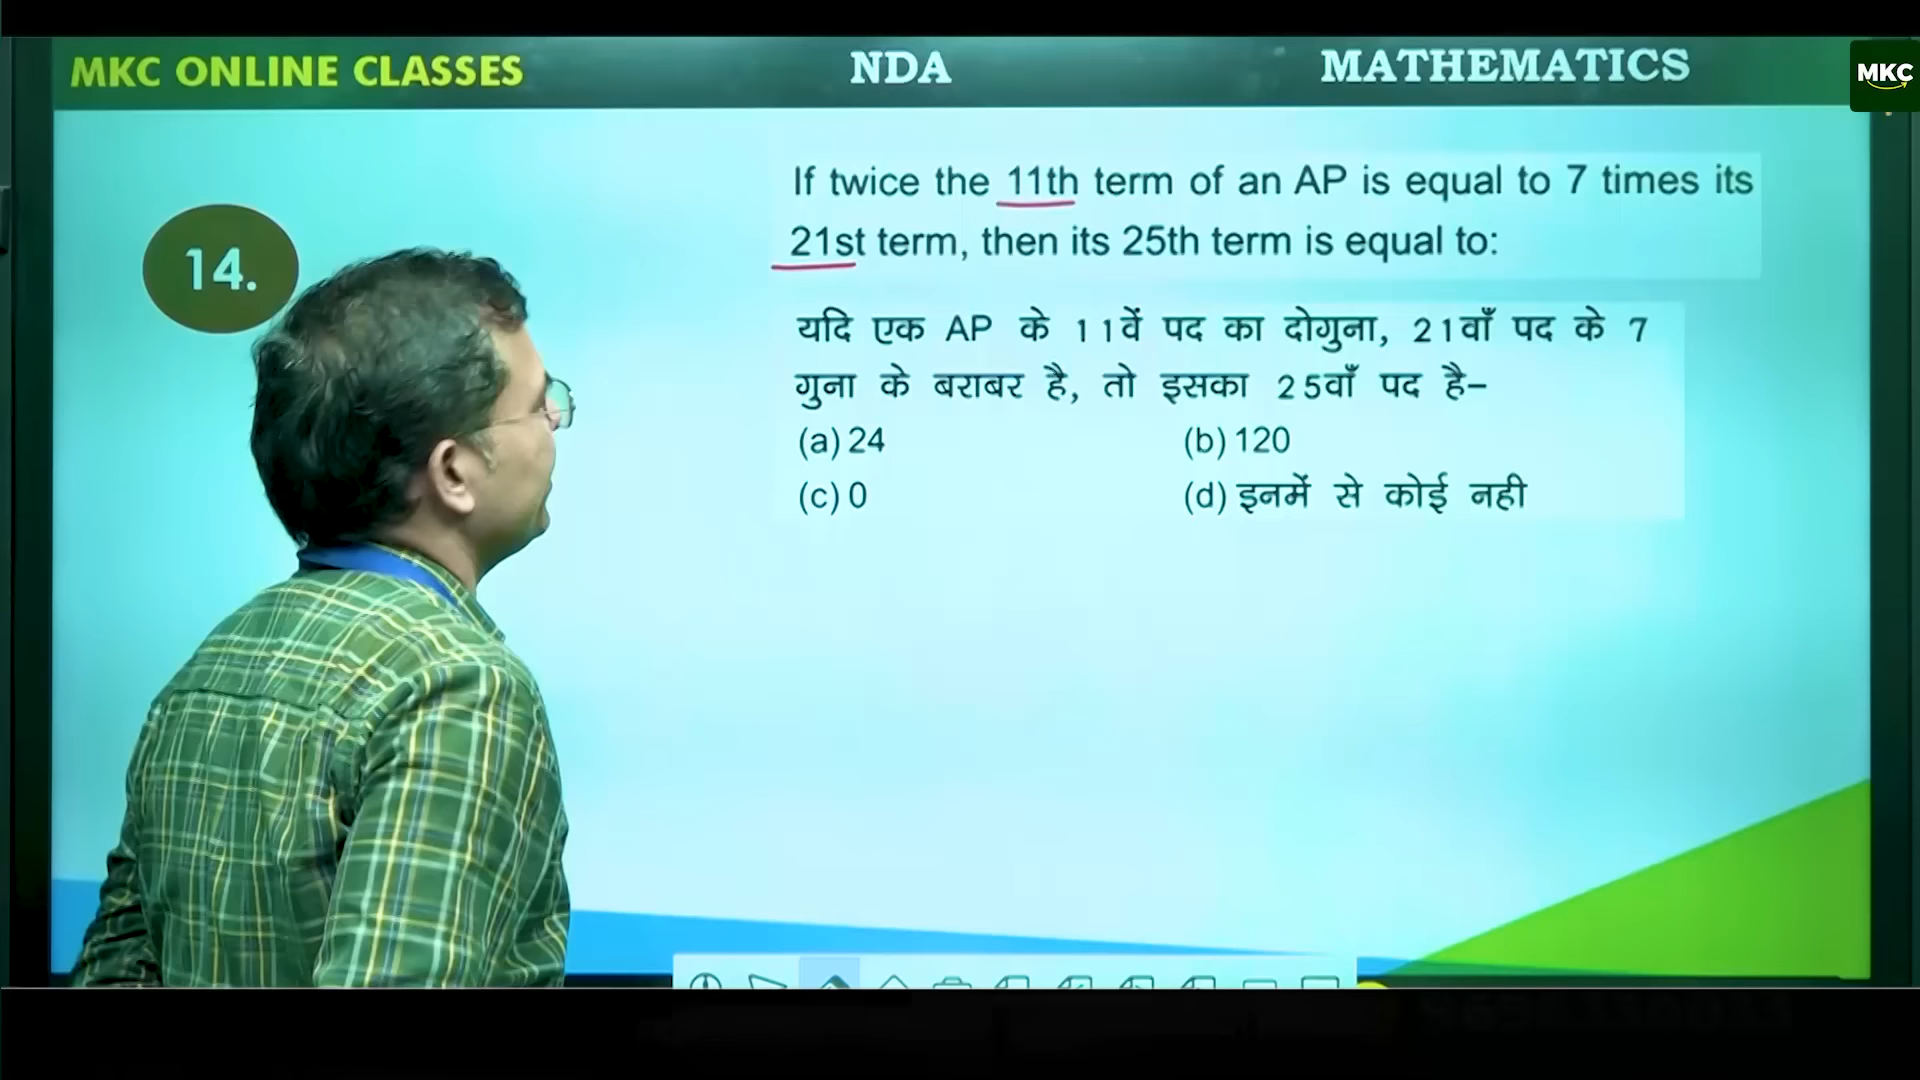 MKC ONLINE CLASSES NDA MATHEMATICS
MKC
14.
If twice the 11th term of an AP is equal to 7 times its
21st term, then its 25th term is equal to:
यदि एक AP के 11वें पद का दोगुना, 21वाँ पद के 7
गुना के बराबर है, तो इसका 25वाँ पद है–
(a) 24 (b) 120
(c) 0 (d) इनमें से कोई नही